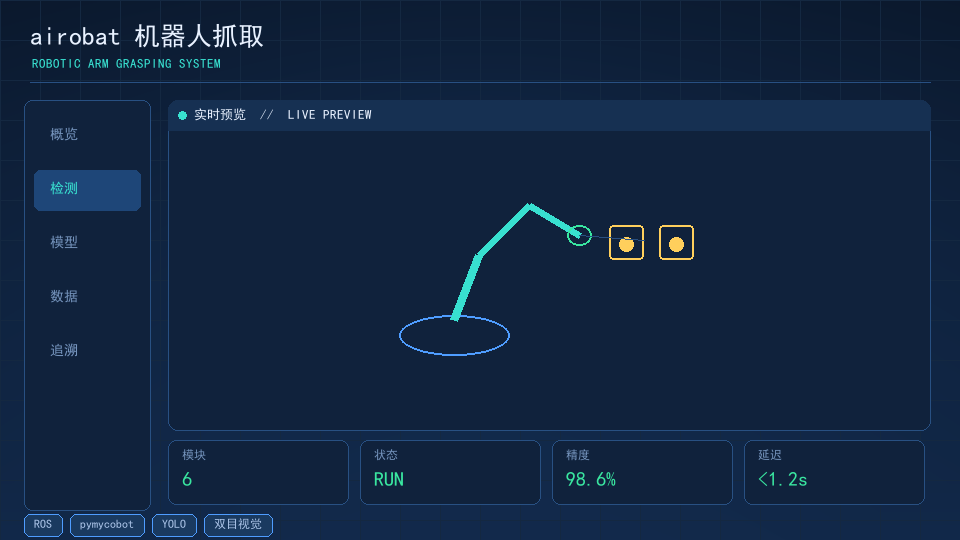 airobat 机器人抓取
ROBOTIC ARM GRASPING SYSTEM
概览
检测
模型
数据
追溯
实时预览 // LIVE PREVIEW
模块
6
状态
RUN
精度
98.6%
延迟
<1.2s
ROS
pymycobot
YOLO
双目视觉